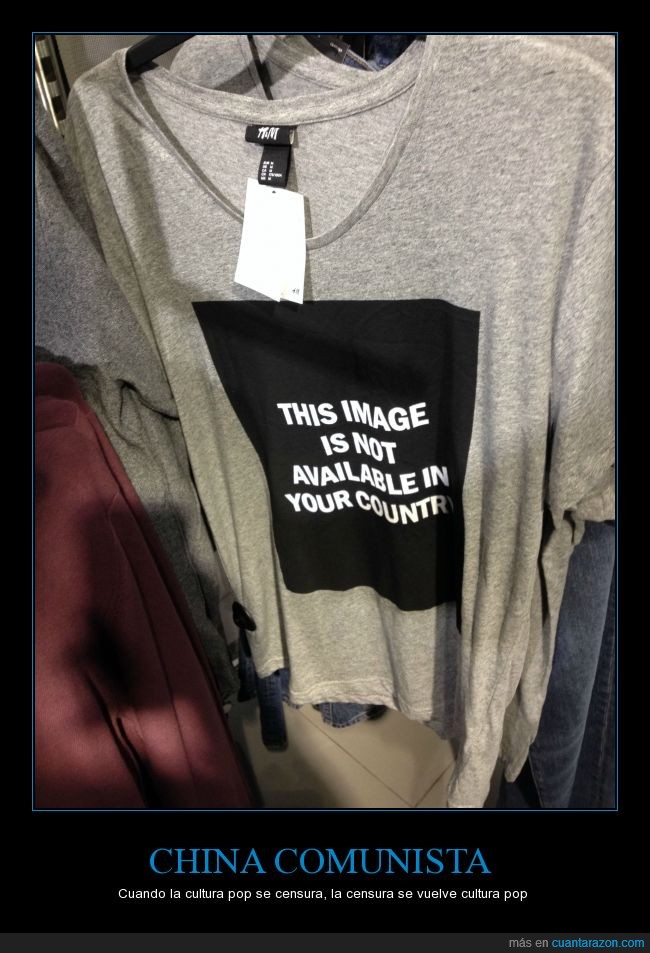 H&M
THIS IMAGE
IS NOT
AVAILABLE IN
YOUR COUNTRY
CHINA COMUNISTA
Cuando la cultura pop se censura, la censura se vuelve cultura pop
más en cuantarazon.com